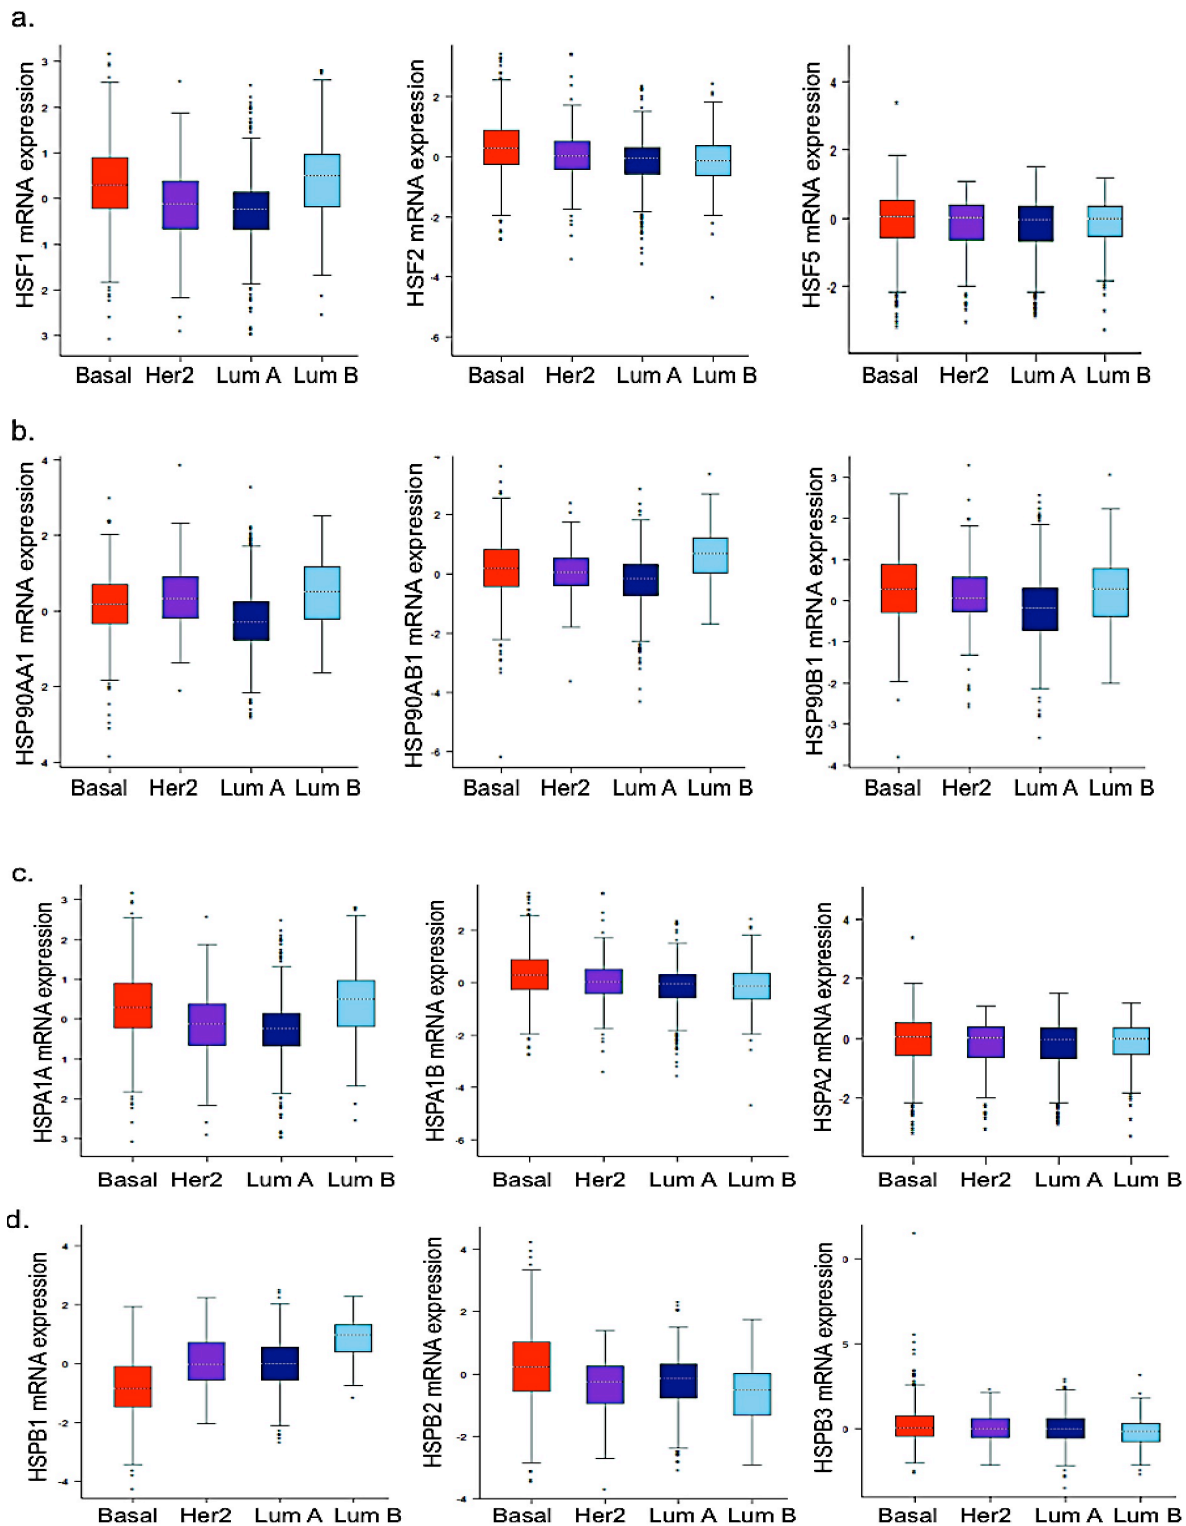 a.
HSF1 mRNA expression
3
2
1
0
1
2
3
Basal Her2 Lum A Lum B
HSF2 mRNA expression
2
0
-2
-4
-6
Basal Her2 Lum A Lum B
HSF5 mRNA expression
4
2
0
-2
Basal Her2 Lum A Lum B
b.
HSP90AA1 mRNA expression
4
2
0
2
4
Basal Her2 Lum A Lum B
HSP90AB1 mRNA expression
2
0
-2
-4
-6
Basal Her2 Lum A Lum B
HSP90B1 mRNA expression
3
2
1
0
-1
-2
-3
-4
Basal Her2 Lum A Lum B
c.
HSPA1A mRNA expression
3
2
1
0
1
2
3
Basal Her2 Lum A Lum B
HSPA1B mRNA expression
2
0
-2
-4
-6
Basal Her2 Lum A Lum B
HSPA2 mRNA expression
4
2
0
-2
Basal Her2 Lum A Lum B
d.
HSPB1 mRNA expression
4
2
0
-2
-4
Basal Her2 Lum A Lum B
HSPB2 mRNA expression
4
2
0
-2
-4
Basal Her2 Lum A Lum B
HSPB3 mRNA expression
0
5
0
Basal Her2 Lum A Lum B